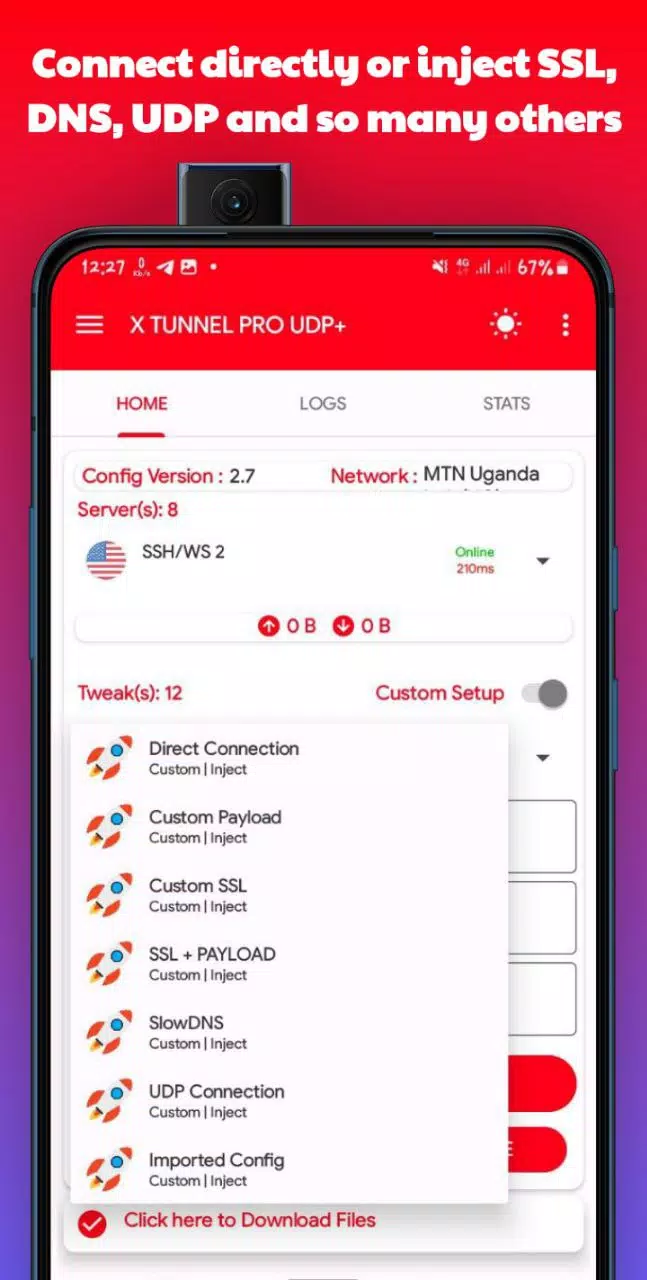 Connect directly or inject SSL,
DNS, UDP and so many others
12:27 0 Kb/s 4G 67%
X TUNNEL PRO UDP+
HOME LOGS STATS
Config Version : 2.7 Network : MTN Uganda
Server(s): 8
SSH/WS 2 Online
210ms
0 B 0 B
Tweak(s): 12 Custom Setup
Direct Connection
Custom | Inject
Custom Payload
Custom | Inject
Custom SSL
Custom | Inject
SSL + PAYLOAD
Custom | Inject
SlowDNS
Custom | Inject
UDP Connection
Custom | Inject
Imported Config
Custom | Inject
Click here to Download Files